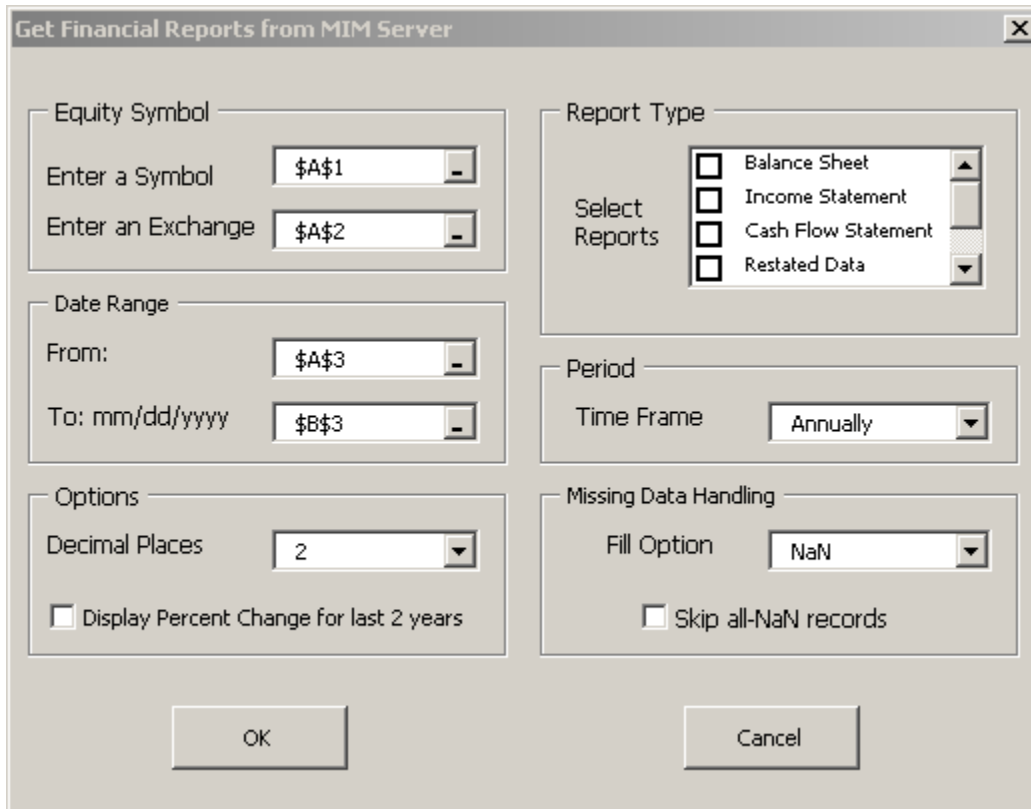 Get Financial Reports from MIM Server
Equity Symbol
Enter a Symbol $A$1
Enter an Exchange $A$2
Date Range
From: $A$3
To: mm/dd/yyyy $B$3
Options
Decimal Places 2
Display Percent Change for last 2 years
Report Type
Select
Reports
Balance Sheet
Income Statement
Cash Flow Statement
Restated Data
Period
Time Frame Annually
Missing Data Handling
Fill Option NaN
Skip all-NaN records
OK
Cancel